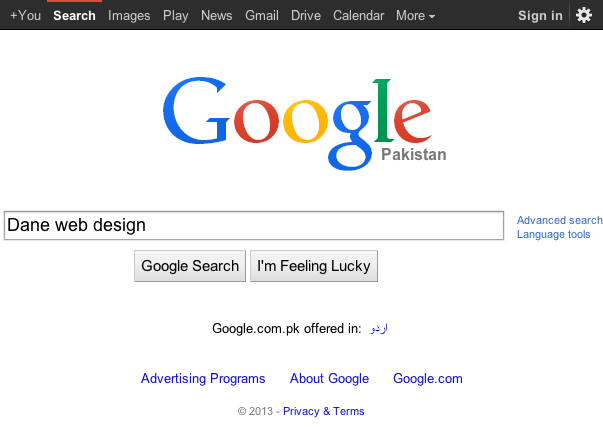 +You Search Images Play News Gmail Drive Calendar More Sign in
Google
Pakistan
Dane web design
Advanced search
Language tools
Google Search I'm Feeling Lucky
Google.com.pk offered in: اردو
Advertising Programs About Google Google.com
© 2013 - Privacy & Terms